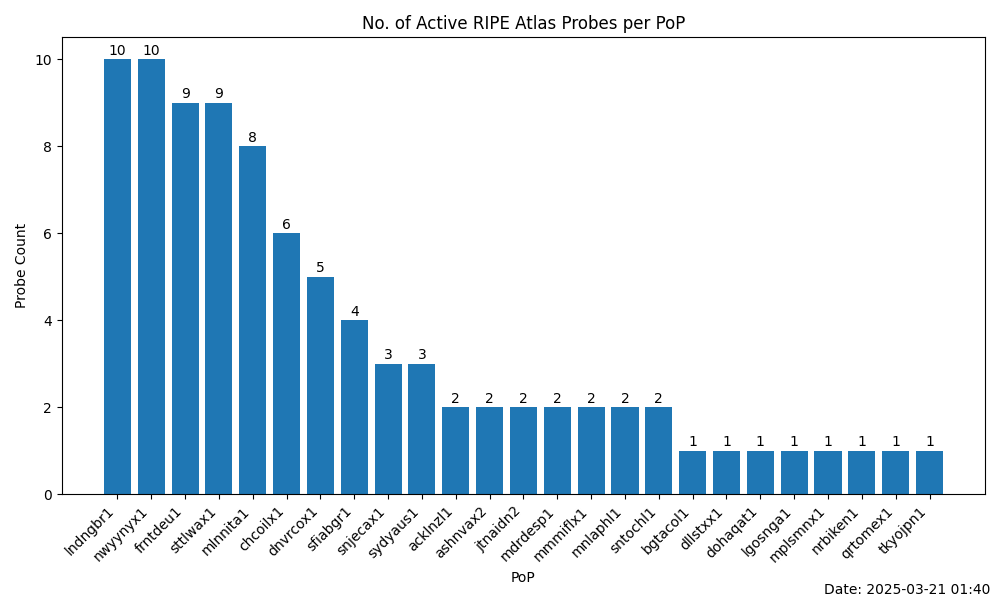 No. of Active RIPE Atlas Probes per PoP
Probe Count
10
8
6
4
2
0
10
10
9
9
8
6
5
4
3
3
2
2
2
2
2
2
2
1
1
1
1
1
1
1
1
lndngbr1
nwyynyx1
frntdeu1
sttlwax1
mlnnita1
chcoilx1
dnvrcox1
sfiabgr1
snjecax1
sydyaus1
acklnzl1
ashnvax2
jtnaidn2
mdrdesp1
mmmiflx1
mnlaphl1
sntochl1
bgtacol1
dllstxx1
dohaqat1
lgosnga1
mplsmnx1
nrbiken1
qrtomex1
tkyojpn1
PoP
Date: 2025-03-21 01:40